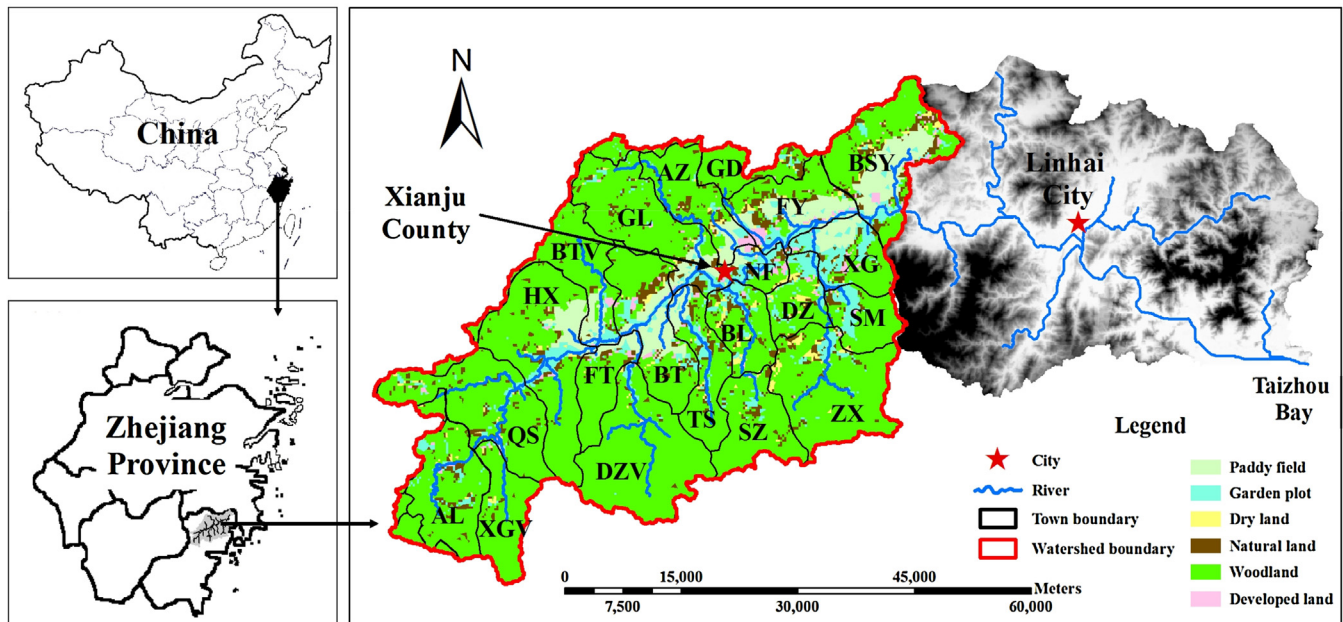 China
Zhejiang
Province
N
Xianju
County
Linhai
City
Taizhou
Bay
BSY
AZ
GD
FY
GL
BTV
NF
XG
HX
DZ
SM
BL
FT
BT
TS
SZ
ZX
QS
DZV
AL
XGV
Legend
City
River
Town boundary
Watershed boundary
Paddy field
Garden plot
Dry land
Natural land
Woodland
Developed land
0 15,000 45,000
Meters
7,500 30,000 60,000